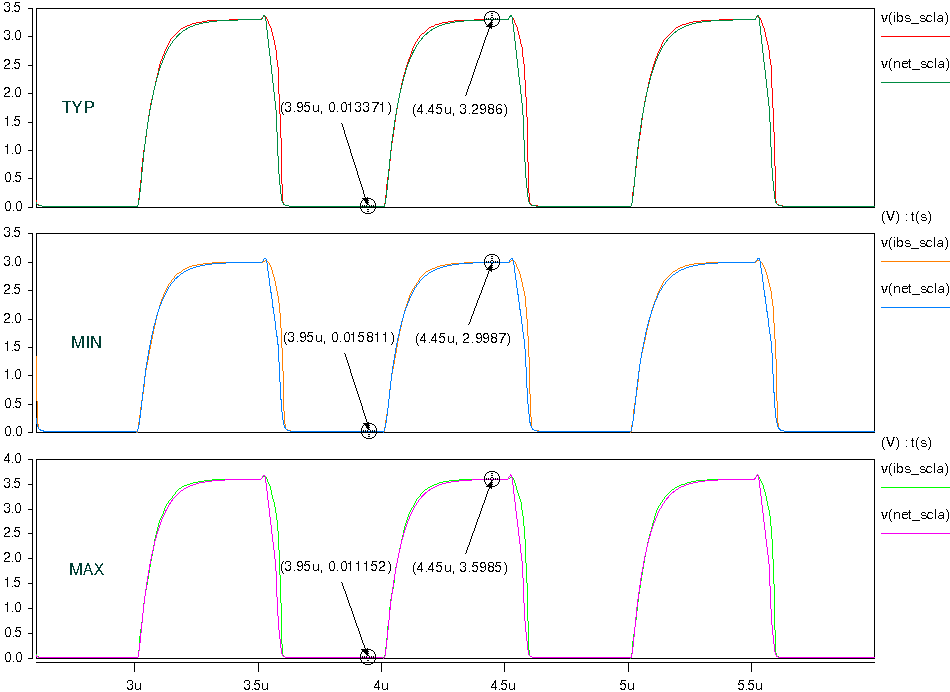 3.5
v(ibs_scla)
3.0
v(net_scla)
2.5
2.0
TYP
(3.95u, 0.013371)
(4.45u, 3.2986)
1.5
1.0
0.5
0.0
(V) : t(s)
3.5
v(ibs_scla)
3.0
v(net_scla)
2.5
2.0
MIN
(3.95u, 0.015811)
(4.45u, 2.9987)
1.5
1.0
0.5
0.0
(V) : t(s)
4.0
v(ibs_scla)
3.5
v(net_scla)
3.0
2.5
2.0
MAX
(3.95u, 0.011152)
(4.45u, 3.5985)
1.5
1.0
0.5
0.0
3u 3.5u 4u 4.5u 5u 5.5u